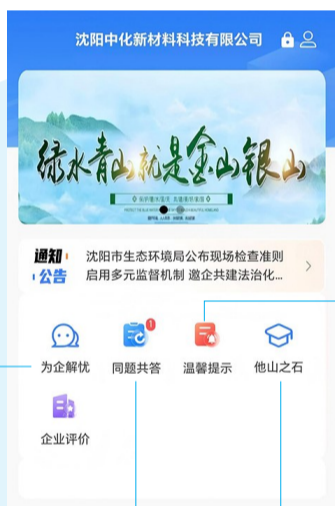 沈阳中化新材料科技有限公司
绿水青山就是金山银山
通知
公告
沈阳市生态环境局公布现场检查准则
启用多元监督机制 邀企共建法治化...
为企解忧
同题共答
1
温馨提示
他山之石
企业评价